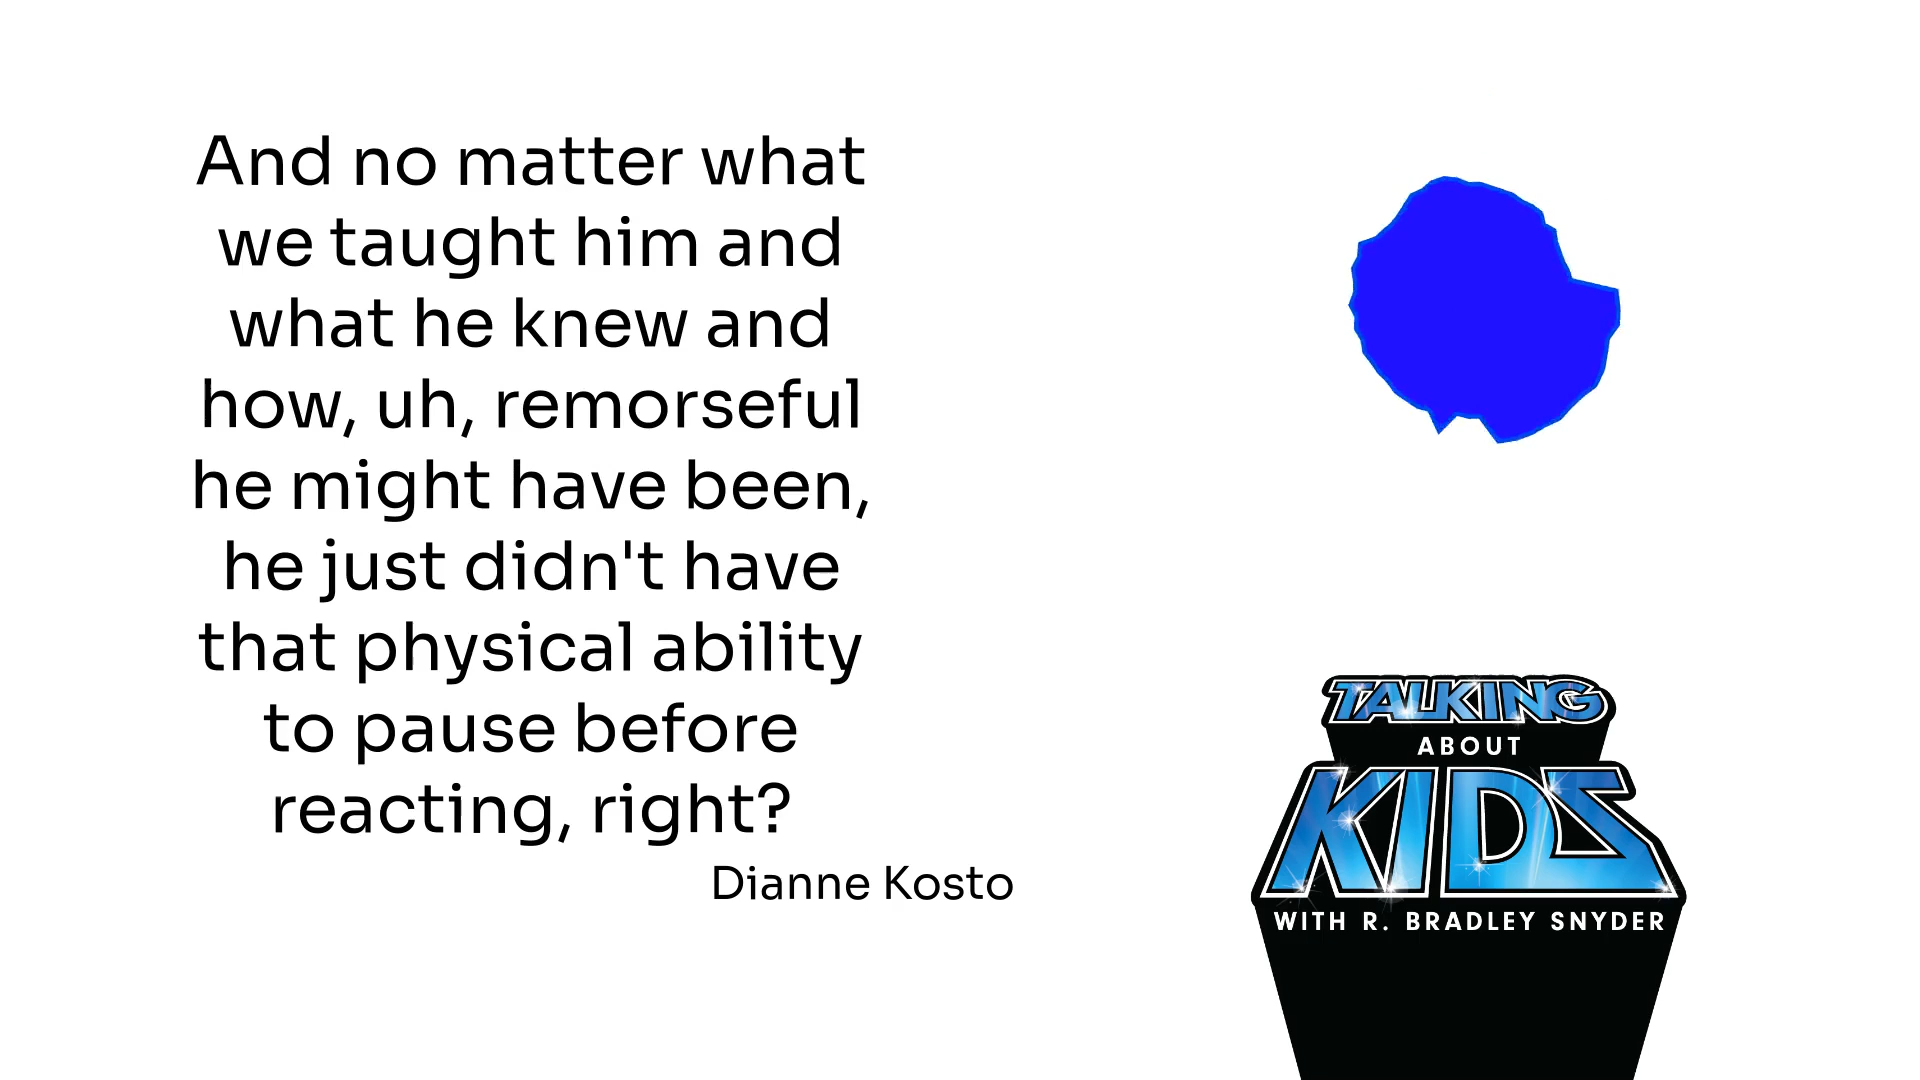 And no matter what
we taught him and
what he knew and
how, uh, remorseful
he might have been,
he just didn't have
that physical ability
to pause before
reacting, right?
Dianne Kosto
TALKING
ABOUT
KIDS
WITH R. BRADLEY SNYDER